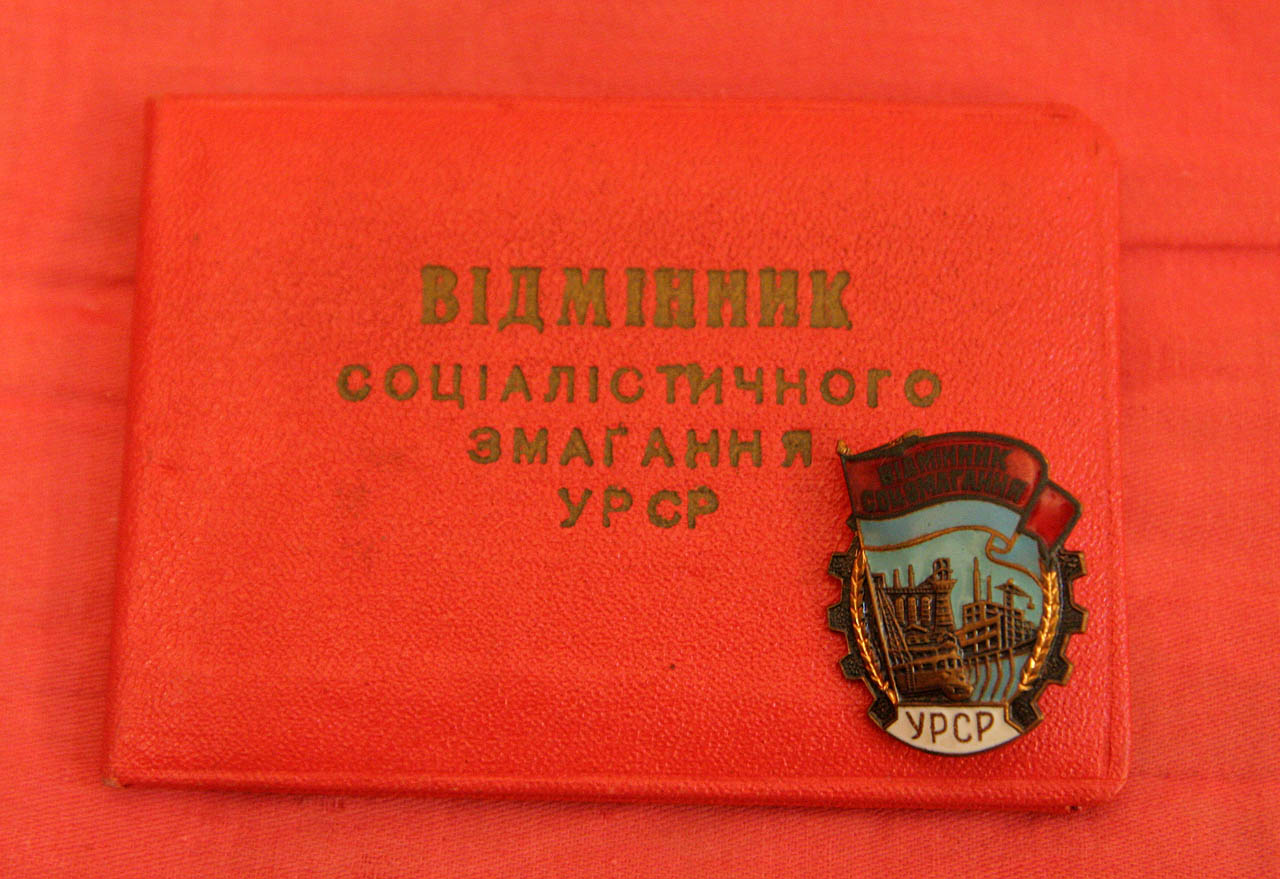 ВІДМІННИК
СОЦІАЛІСТИЧНОГО
ЗМАГАННЯ
УРСР
ВІДМІННИК
СОЦЗМАГАННЯ
УРСР